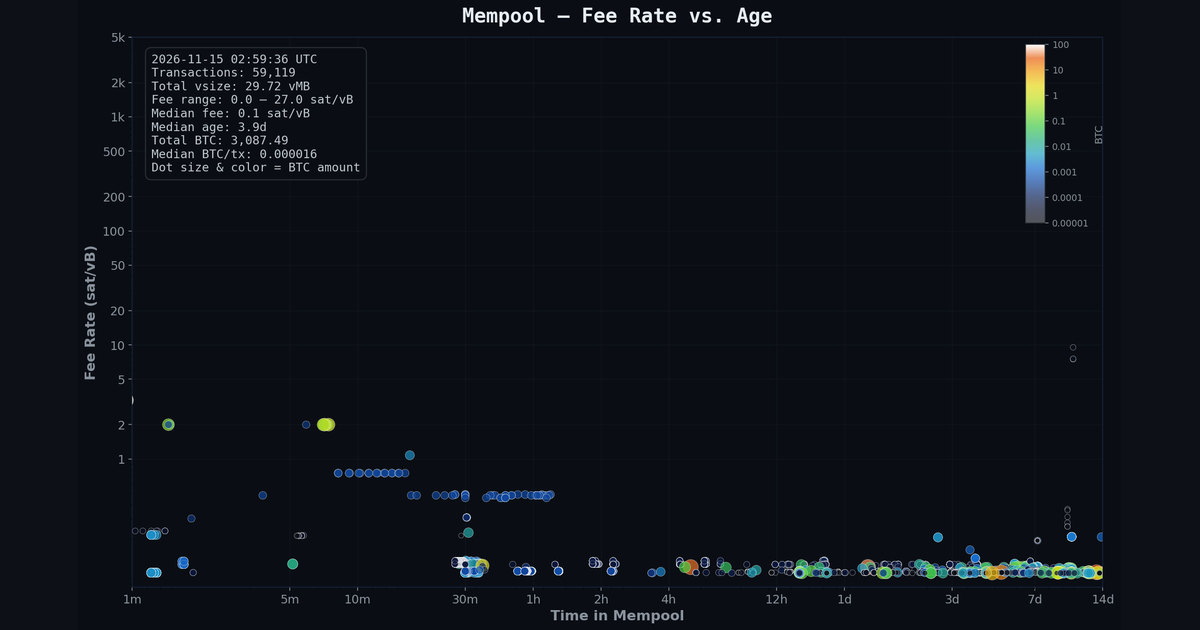 Mempool — Fee Rate vs. Age
2026-11-15 02:59:36 UTC
Transactions: 59,119
Total vsize: 29.72 vMB
Fee range: 0.0 – 27.0 sat/vB
Median fee: 0.1 sat/vB
Median age: 3.9d
Total BTC: 3,087.49
Median BTC/tx: 0.000016
Dot size & color = BTC amount
100
10
1
0.1
0.01
0.001
0.0001
0.00001
BTC
5k
2k
1k
500
200
100
50
20
10
5
2
1
Fee Rate (sat/vB)
1m 5m 10m 30m 1h 2h 4h 12h 1d 3d 7d 14d
Time in Mempool